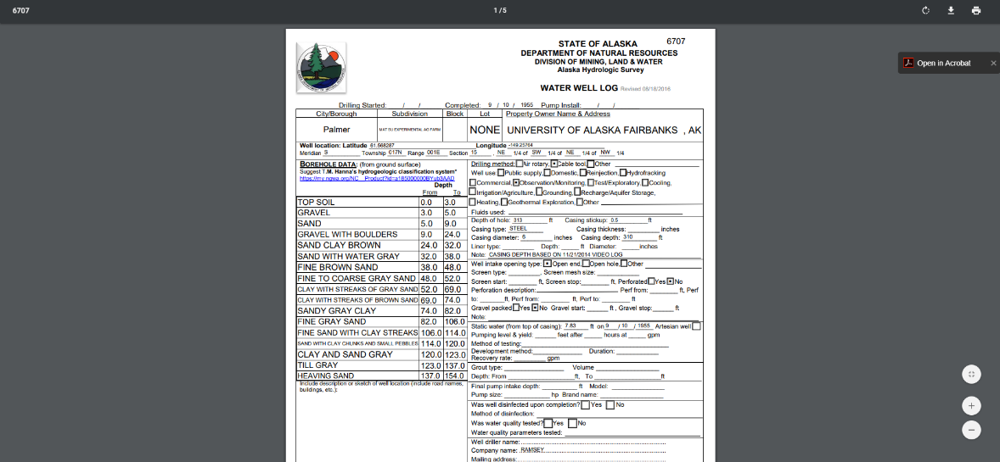 6707
1 / 5
Open in Acrobat
STATE OF ALASKA 6707
DEPARTMENT OF NATURAL RESOURCES
DIVISION OF MINING, LAND & WATER
Alaska Hydrologic Survey
WATER WELL LOG Revised 08/18/2016
Drilling Started: / / Completed: 9 / 10 / 1955 Pump Install: / /
City/Borough Subdivision Block Lot Property Owner Name & Address
Palmer MAT SU EXPERIMENTAL AG FARM NONE UNIVERSITY OF ALASKA FAIRBANKS , AK
Well location: Latitude 61.568287 Longitude -149.25764
Meridian S Township 017N Range 001E Section 15 , NE 1/4 of SW 1/4 of NE 1/4 of NW 1/4
BOREHOLE DATA: (from ground surface)
Suggest T.M. Hanna's hydrogeologic classification system*
https://my.ngwa.org/NC__Product?id=a185000000BYub3AAD
Depth
From To
TOP SOIL 0.0 3.0
GRAVEL 3.0 5.0
SAND 5.0 9.0
GRAVEL WITH BOULDERS 9.0 24.0
SAND CLAY BROWN 24.0 32.0
SAND WITH WATER GRAY 32.0 38.0
FINE BROWN SAND 38.0 48.0
FINE TO COARSE GRAY SAND 48.0 52.0
CLAY WITH STREAKS OF GRAY SAND 52.0 69.0
CLAY WITH STREAKS OF BROWN SAND 69.0 74.0
SANDY GRAY CLAY 74.0 82.0
FINE GRAY SAND 82.0 106.0
FINE SAND WITH CLAY STREAKS 106.0 114.0
SAND WITH CLAY CHUNKS AND SMALL PEBBLES 114.0 120.0
CLAY AND SAND GRAY 120.0 123.0
TILL GRAY 123.0 137.0
HEAVING SAND 137.0 154.0
Include description or sketch of well location (include road names,
buildings, etc.):
Drilling method: Air rotary, Cable tool, Other
Well use: Public supply, Domestic, Reinjection, Hydrofracking
Commercial, Observation/Monitoring, Test/Exploratory, Cooling,
Irrigation/Agriculture, Grounding, Recharge/Aquifer Storage,
Heating, Geothermal Exploration, Other
Fluids used:
Depth of hole: 313 ft Casing stickup: 0.5 ft
Casing type: STEEL Casing thickness: inches
Casing diameter: 6 inches Casing depth: 310 ft
Liner type: Depth: ft Diameter: inches
Note: CASING DEPTH BASED ON 11/21/2014 VIDEO LOG
Well intake opening type: Open end, Open hole, Other
Screen type: , Screen mesh size:
Screen start: ft, Screen stop: ft. Perforated Yes No
Perforation description: Perf from: ft, Perf
to: ft, Perf from: ft, Perf to: ft
Gravel packed Yes No Gravel start: ft , Gravel stop: ft
Note:
Static water (from top of casing): 7.83 ft on 9 / 10 / 1955 Artesian well
Pumping level & yield: feet after hours at gpm
Method of testing:
Development method: Duration:
Recovery rate: gpm
Grout type: Volume
Depth: From ft, To ft
Final pump intake depth: ft Model:
Pump size: hp Brand name:
Was well disinfected upon completion? Yes No
Method of disinfection:
Was water quality tested? Yes No
Water quality parameters tested:
Well driller name:
Company name: RAMSEY
Mailing address: